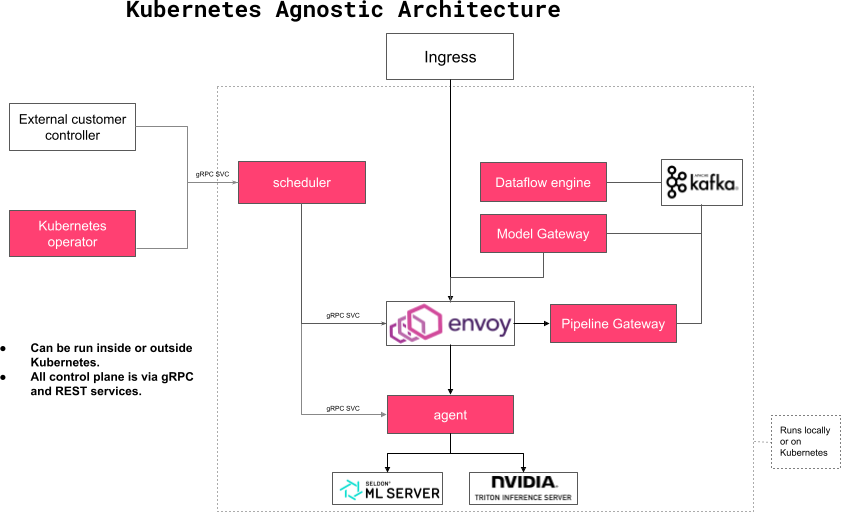 Kubernetes Agnostic Architecture
Ingress
External customer
controller
gRPC SVC
scheduler
Dataflow engine
APACHE
kafka®
Kubernetes
operator
Model Gateway
gRPC SVC
envoy
Pipeline Gateway
● Can be run inside or outside
Kubernetes.
● All control plane is via gRPC
and REST services.
gRPC SVC
agent
Runs locally
or on
Kubernetes
SELDON
ML SERVER
NVIDIA.
TRITON INFERENCE SERVER